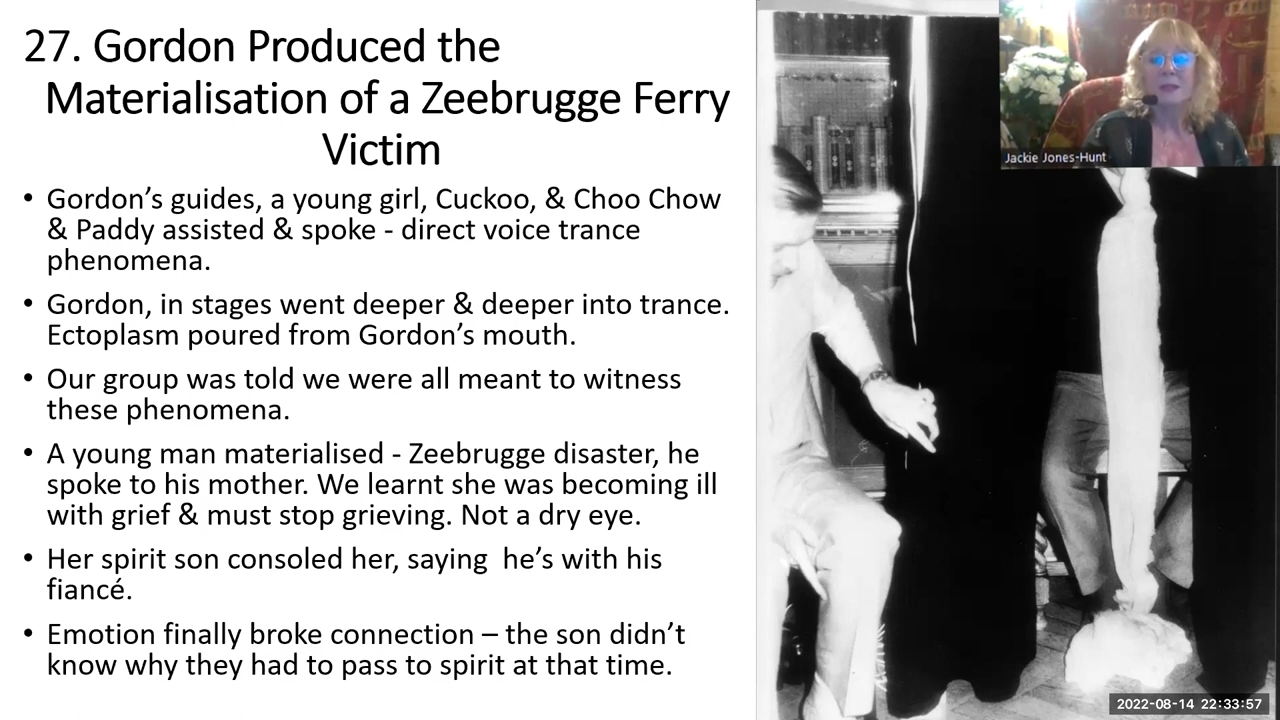 27. Gordon Produced the
Materialisation of a Zeebrugge Ferry
Victim
• Gordon’s guides, a young girl, Cuckoo, & Choo Chow
& Paddy assisted & spoke - direct voice trance
phenomena.
• Gordon, in stages went deeper & deeper into trance.
Ectoplasm poured from Gordon’s mouth.
• Our group was told we were all meant to witness
these phenomena.
• A young man materialised - Zeebrugge disaster, he
spoke to his mother. We learnt she was becoming ill
with grief & must stop grieving. Not a dry eye.
• Her spirit son consoled her, saying  he’s with his
fiancé.
• Emotion finally broke connection – the son didn’t
know why they had to pass to spirit at that time.
Jackie Jones-Hunt
2022-08-14 22:33:57